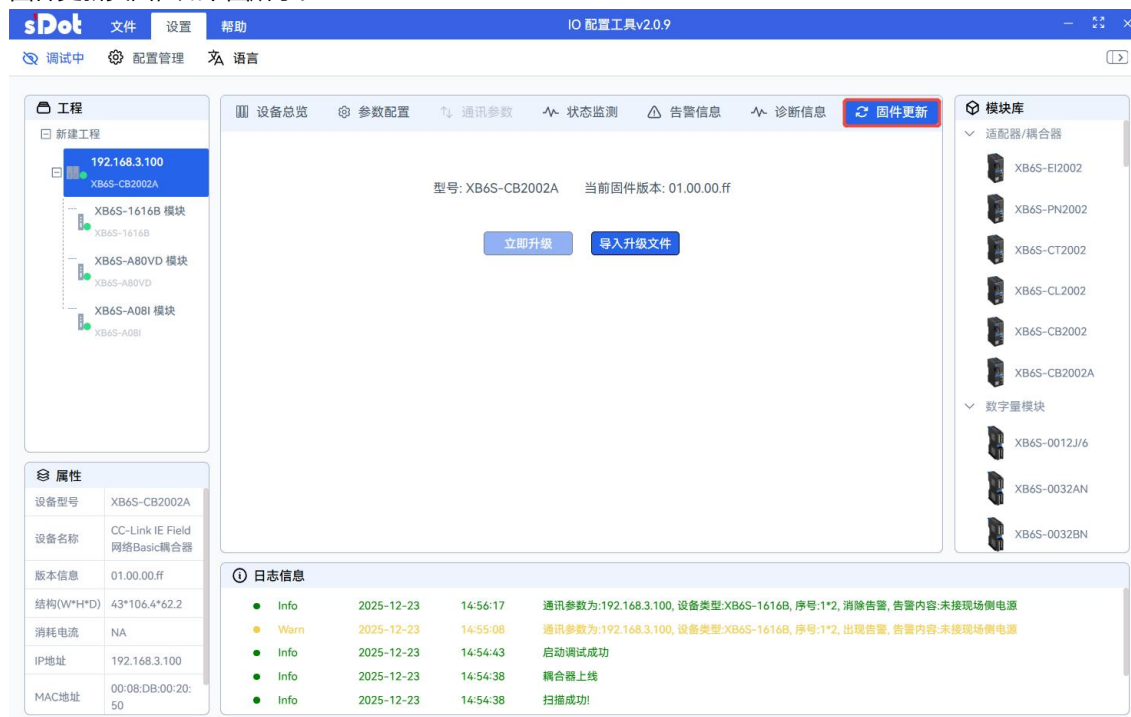 sDot 文件 设置 帮助 IO 配置工具v2.0.9
调试中 配置管理 语言
工程
新建工程
192.168.3.100
XB6S-CB2002A
XB6S-1616B 模块
XB6S-1616B
XB6S-A80VD 模块
XB6S-A80VD
XB6S-A08I 模块
XB6S-A08I
属性
设备型号 XB6S-CB2002A
设备名称 CC-Link IE Field
网络Basic耦合器
版本信息 01.00.00.ff
结构(W*H*D) 43*106.4*62.2
消耗电流 NA
IP地址 192.168.3.100
MAC地址 00:08:DB:00:20:
50
设备总览 参数配置 通讯参数 状态监测 告警信息 诊断信息 固件更新
型号: XB6S-CB2002A 当前固件版本: 01.00.00.ff
立即升级 导入升级文件
日志信息
Info 2025-12-23 14:56:17 通讯参数为:192.168.3.100, 设备类型:XB6S-1616B, 序号:1*2, 消除告警, 告警内容:未接现场侧电源
Warn 2025-12-23 14:55:08 通讯参数为:192.168.3.100, 设备类型:XB6S-1616B, 序号:1*2, 出现告警, 告警内容:未接现场侧电源
Info 2025-12-23 14:54:43 启动调试成功
Info 2025-12-23 14:54:38 耦合器上线
Info 2025-12-23 14:54:38 扫描成功!
模块库
适配器/耦合器
XB6S-EI2002
XB6S-PN2002
XB6S-CT2002
XB6S-CL2002
XB6S-CB2002
XB6S-CB2002A
数字量模块
XB6S-0012J/6
XB6S-0032AN
XB6S-0032BN